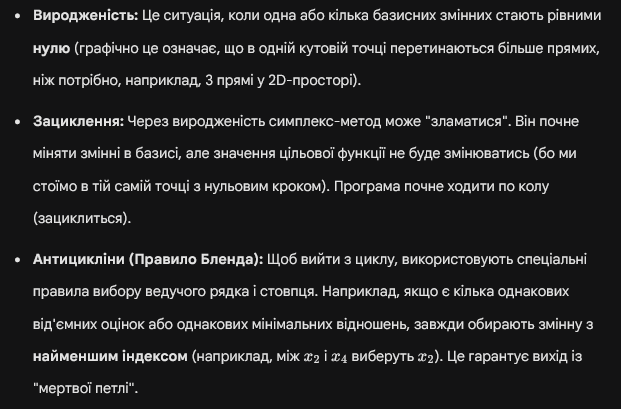 • Виродженість: Це ситуація, коли одна або кілька базисних змінних стають рівними
нулю (графічно це означає, що в одній кутовій точці перетинаються більше прямих,
ніж потрібно, наприклад, 3 прямі у 2D-просторі).
• Зациклення: Через виродженість симплекс-метод може "зламатися". Він почне
міняти змінні в базисі, але значення цільової функції не буде змінюватись (бо ми
стоїмо в тій самій точці з нульовим кроком). Програма почне ходити по колу
(зациклиться).
• Антицикліни (Правило Бленда): Щоб вийти з циклу, використовують спеціальні
правила вибору ведучого рядка і стовпця. Наприклад, якщо є кілька однакових
від'ємних оцінок або однакових мінімальних відношень, завжди обирають змінну з
найменшим індексом (наприклад, між x₂ і x₄ виберуть x₂). Це гарантує вихід із
"мертвої петлі".